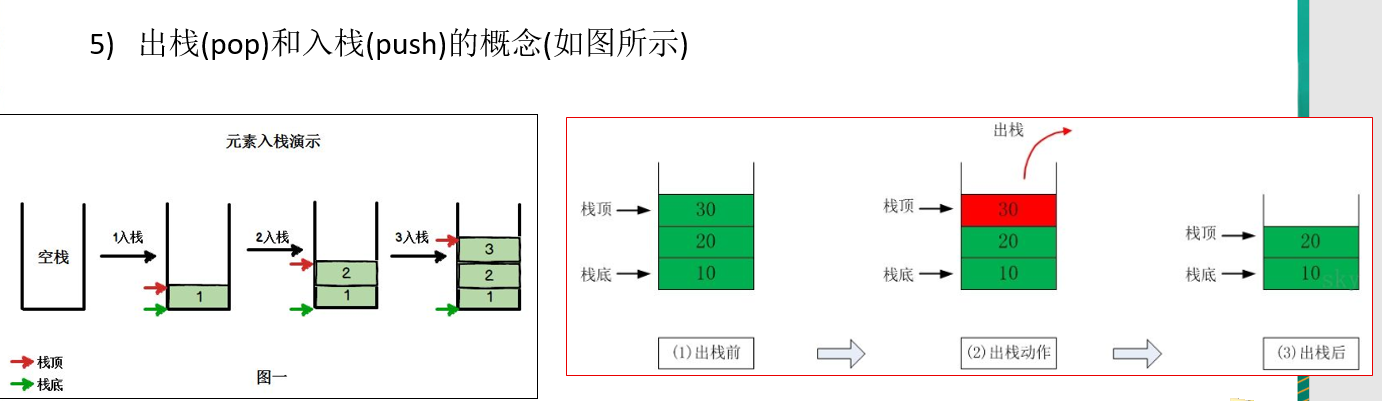 5) 出栈(pop)和入栈(push)的概念(如图所示)
元素入栈演示
空栈
1入栈
1
2入栈
2
1
3入栈
3
2
1
栈顶
栈底
图一
出栈
栈顶
30
20
栈底
10
(1)出栈前
栈顶
30
20
栈底
10
(2)出栈动作
栈顶
20
栈底
10
sky
(3)出栈后